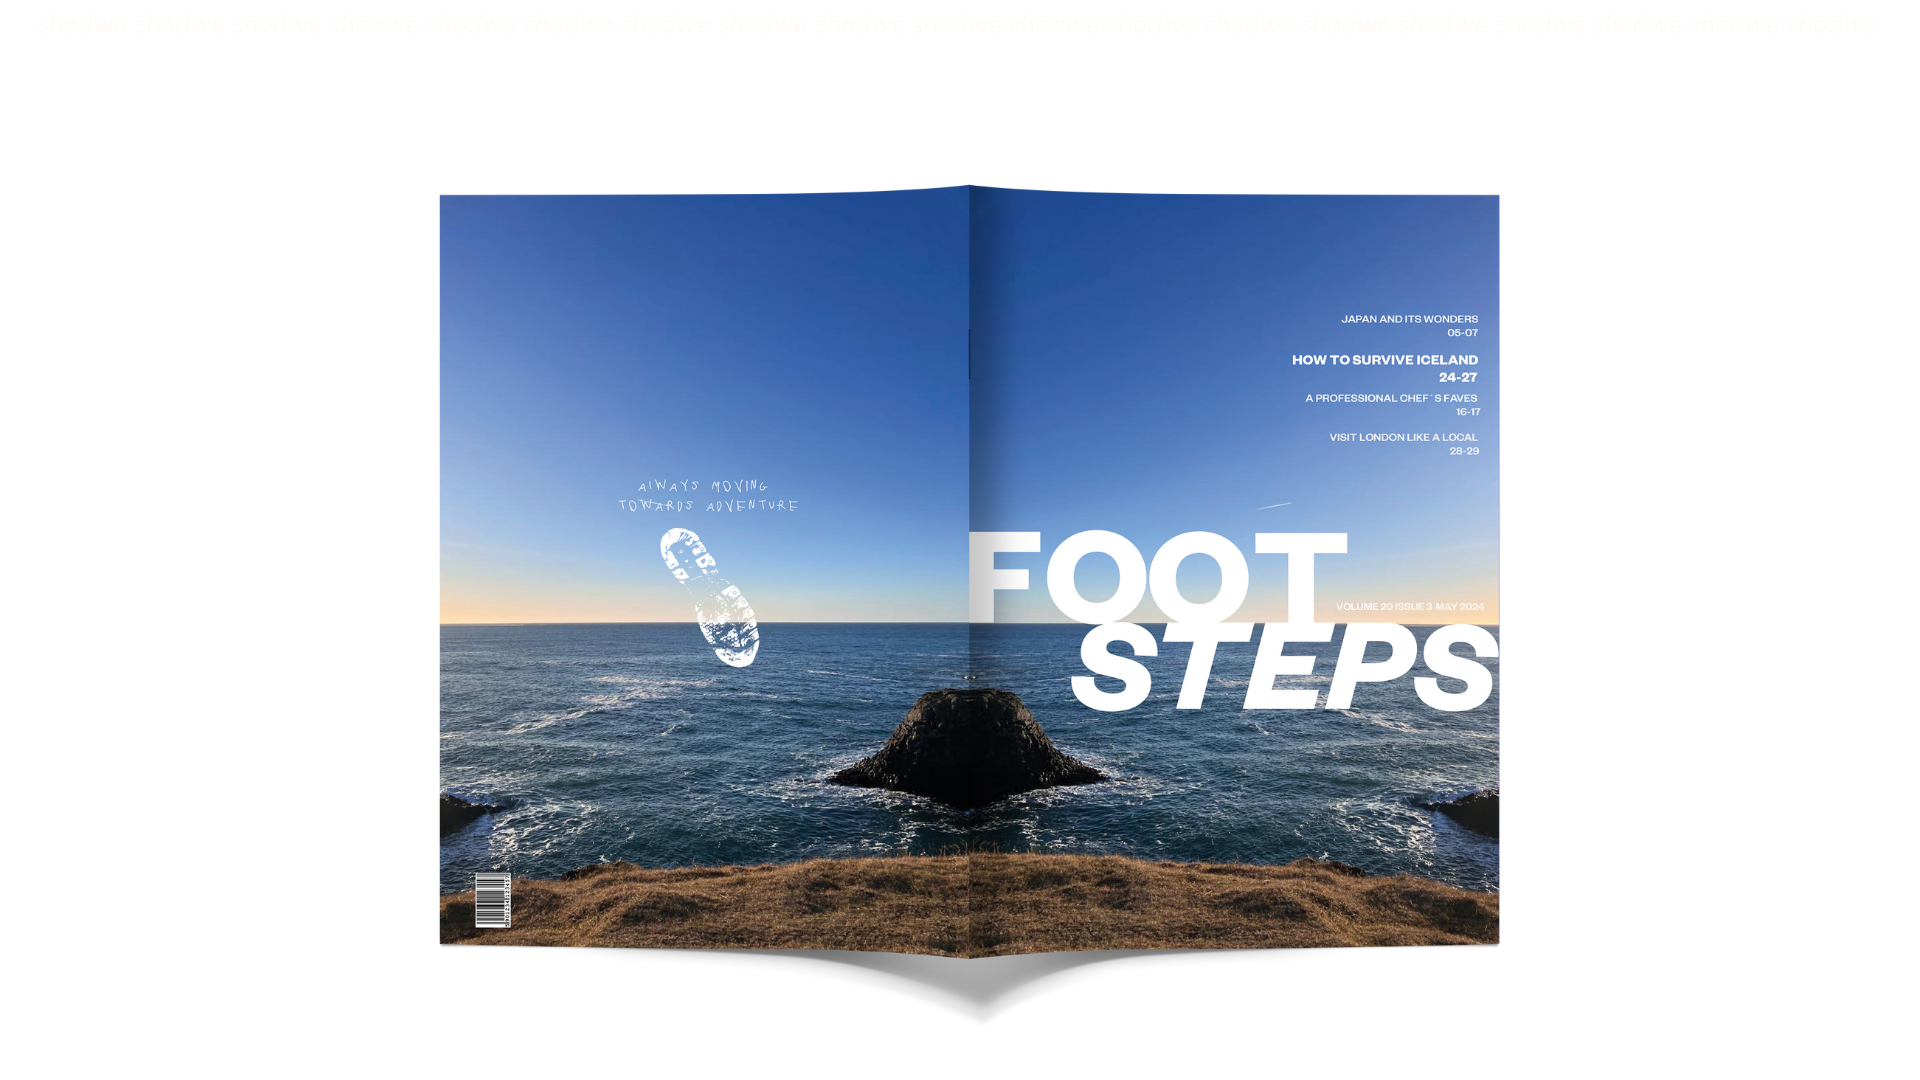 shodwe shodwe shodwe shodwe shodwe shodwe shodwe shodwe shodwe shodwe shodwe shodwe shodwe shodwe shodwe shodwe shodwe shodwe shodwe
JAPAN AND ITS WONDERS
05-07
HOW TO SURVIVE ICELAND
24-27
A PROFESSIONAL CHEF´S FAVES
16-17
VISIT LONDON LIKE A LOCAL
28-29
AlWAYS MOVING
TOWARDS ADVENTURE
FOOT
VOLUME 20 ISSUE 3 MAY 2024
STEPS